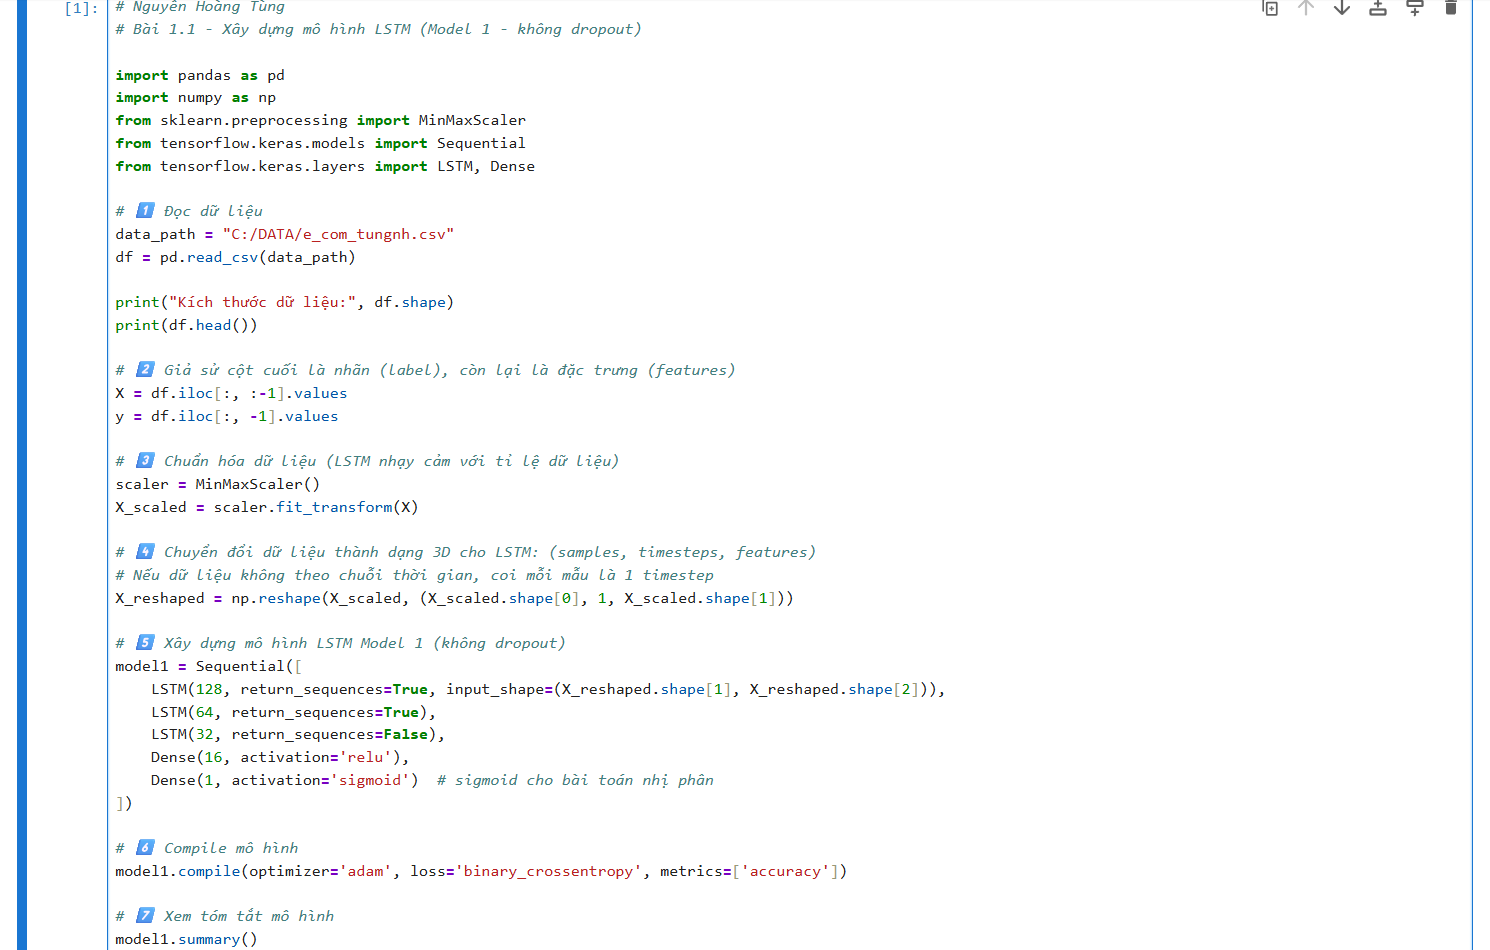 [1]:
# Nguyễn Hoàng Tùng
# Bài 1.1 - Xây dựng mô hình LSTM (Model 1 - không dropout)
import pandas as pd
import numpy as np
from sklearn.preprocessing import MinMaxScaler
from tensorflow.keras.models import Sequential
from tensorflow.keras.layers import LSTM, Dense
# 1️⃣ Đọc dữ liệu
data_path = "C:/DATA/e_com_tungnh.csv"
df = pd.read_csv(data_path)
print("Kích thước dữ liệu:", df.shape)
print(df.head())
# 2️⃣ Giả sử cột cuối là nhãn (label), còn lại là đặc trưng (features)
X = df.iloc[:, :-1].values
y = df.iloc[:, -1].values
# 3️⃣ Chuẩn hóa dữ liệu (LSTM nhạy cảm với tỉ lệ dữ liệu)
scaler = MinMaxScaler()
X_scaled = scaler.fit_transform(X)
# 4️⃣ Chuyển đổi dữ liệu thành dạng 3D cho LSTM: (samples, timesteps, features)
# Nếu dữ liệu không theo chuỗi thời gian, coi mỗi mẫu là 1 timestep
X_reshaped = np.reshape(X_scaled, (X_scaled.shape[0], 1, X_scaled.shape[1]))
# 5️⃣ Xây dựng mô hình LSTM Model 1 (không dropout)
model1 = Sequential([
    LSTM(128, return_sequences=True, input_shape=(X_reshaped.shape[1], X_reshaped.shape[2])),
    LSTM(64, return_sequences=True),
    LSTM(32, return_sequences=False),
    Dense(16, activation='relu'),
    Dense(1, activation='sigmoid')  # sigmoid cho bài toán nhị phân
])
# 6️⃣ Compile mô hình
model1.compile(optimizer='adam', loss='binary_crossentropy', metrics=['accuracy'])
# 7️⃣ Xem tóm tắt mô hình
model1.summary()